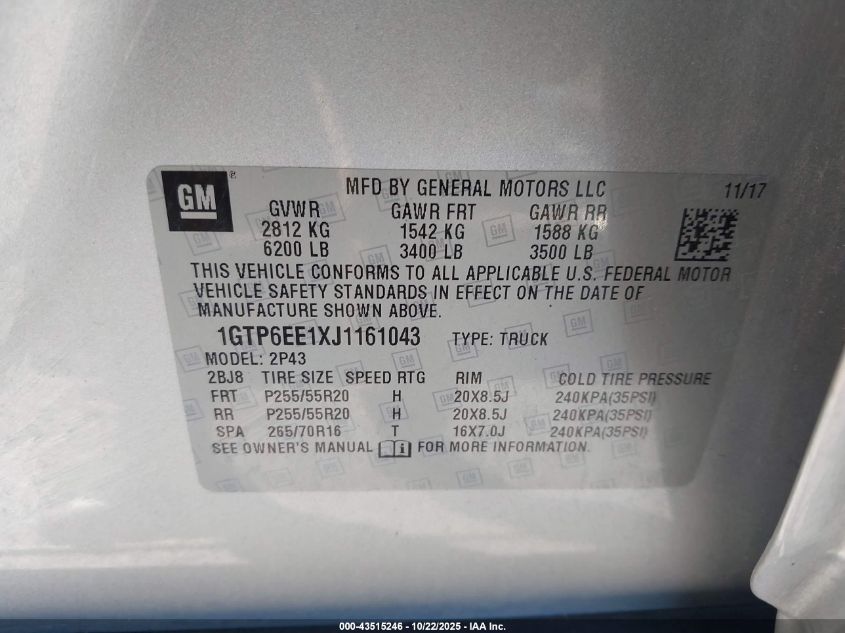 GM ® MFD BY GENERAL MOTORS LLC 11/17
GVWR GAWR FRT GAWR RR
2812 KG 1542 KG 1588 KG
6200 LB 3400 LB 3500 LB
THIS VEHICLE CONFORMS TO ALL APPLICABLE U.S. FEDERAL MOTOR
VEHICLE SAFETY STANDARDS IN EFFECT ON THE DATE OF
MANUFACTURE SHOWN ABOVE.
1GTP6EE1XJ1161043 TYPE: TRUCK
MODEL: 2P43
2BJ8 TIRE SIZE SPEED RTG RIM COLD TIRE PRESSURE
FRT P255/55R20 H 20X8.5J 240KPA(35PSI)
RR P255/55R20 H 20X8.5J 240KPA(35PSI)
SPA 265/70R16 T 16X7.0J 240KPA(35PSI)
SEE OWNER'S MANUAL i FOR MORE INFORMATION.
000-43515246 - 10/22/2025 - IAA Inc.